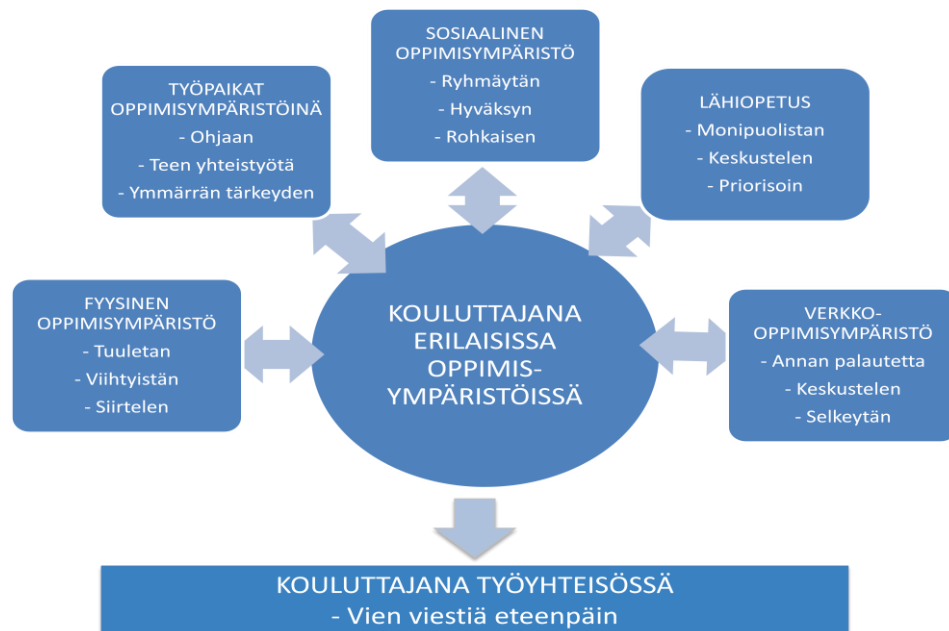 SOSIAALINEN
OPPIMISYMPÄRISTÖ
- Ryhmäytän
- Hyväksyn
- Rohkaisen
TYÖPAIKAT
OPPIMISYMPÄRISTÖINÄ
- Ohjaan
- Teen yhteistyötä
- Ymmärrän tärkeyden
LÄHIOPETUS
- Monipuolistan
- Keskustelen
- Priorisoin
FYYSINEN
OPPIMISYMPÄRISTÖ
- Tuuletan
- Viihtyistän
- Siirtelen
KOULUTTAJANA
ERILAISISSA
OPPIMIS-
YMPÄRISTÖISSÄ
VERKKO-
OPPIMISYMPÄRISTÖ
- Annan palautetta
- Keskustelen
- Selkeytän
KOULUTTAJANA TYÖYHTEISÖSSÄ
- Vien viestiä eteenpäin